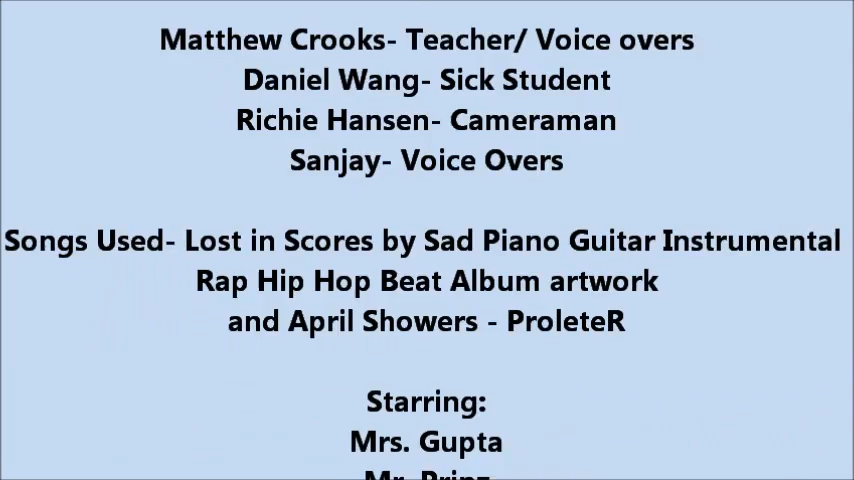 Matthew Crooks- Teacher/ Voice overs
Daniel Wang- Sick Student
Richie Hansen- Cameraman
Sanjay- Voice Overs
Songs Used- Lost in Scores by Sad Piano Guitar Instrumental
Rap Hip Hop Beat Album artwork
and April Showers - ProleteR
Starring:
Mrs. Gupta
Mr. Prinz